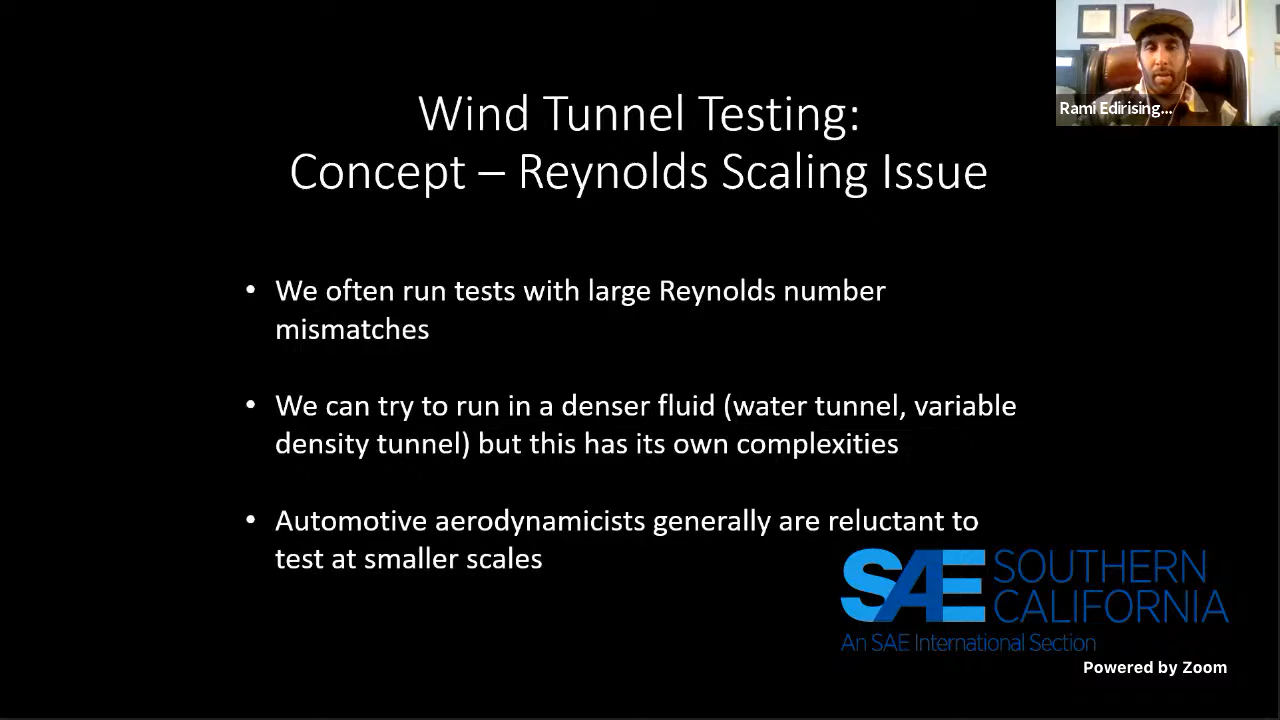 Rami Edirising...
Wind Tunnel Testing:
Concept – Reynolds Scaling Issue
• We often run tests with large Reynolds number
mismatches
• We can try to run in a denser fluid (water tunnel, variable
density tunnel) but this has its own complexities
• Automotive aerodynamicists generally are reluctant to
test at smaller scales
SAE SOUTHERN
CALIFORNIA
An SAE International Section
Powered by Zoom